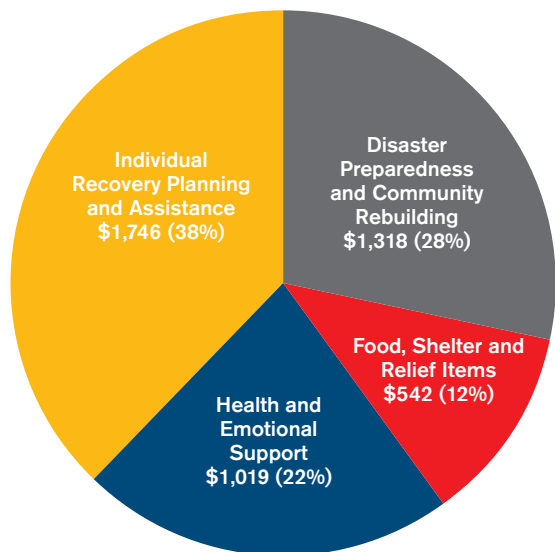 Individual
Recovery Planning
and Assistance
$1,746 (38%)
Disaster
Preparedness
and Community
Rebuilding
$1,318 (28%)
Food, Shelter and
Relief Items
$542 (12%)
Health and
Emotional
Support
$1,019 (22%)